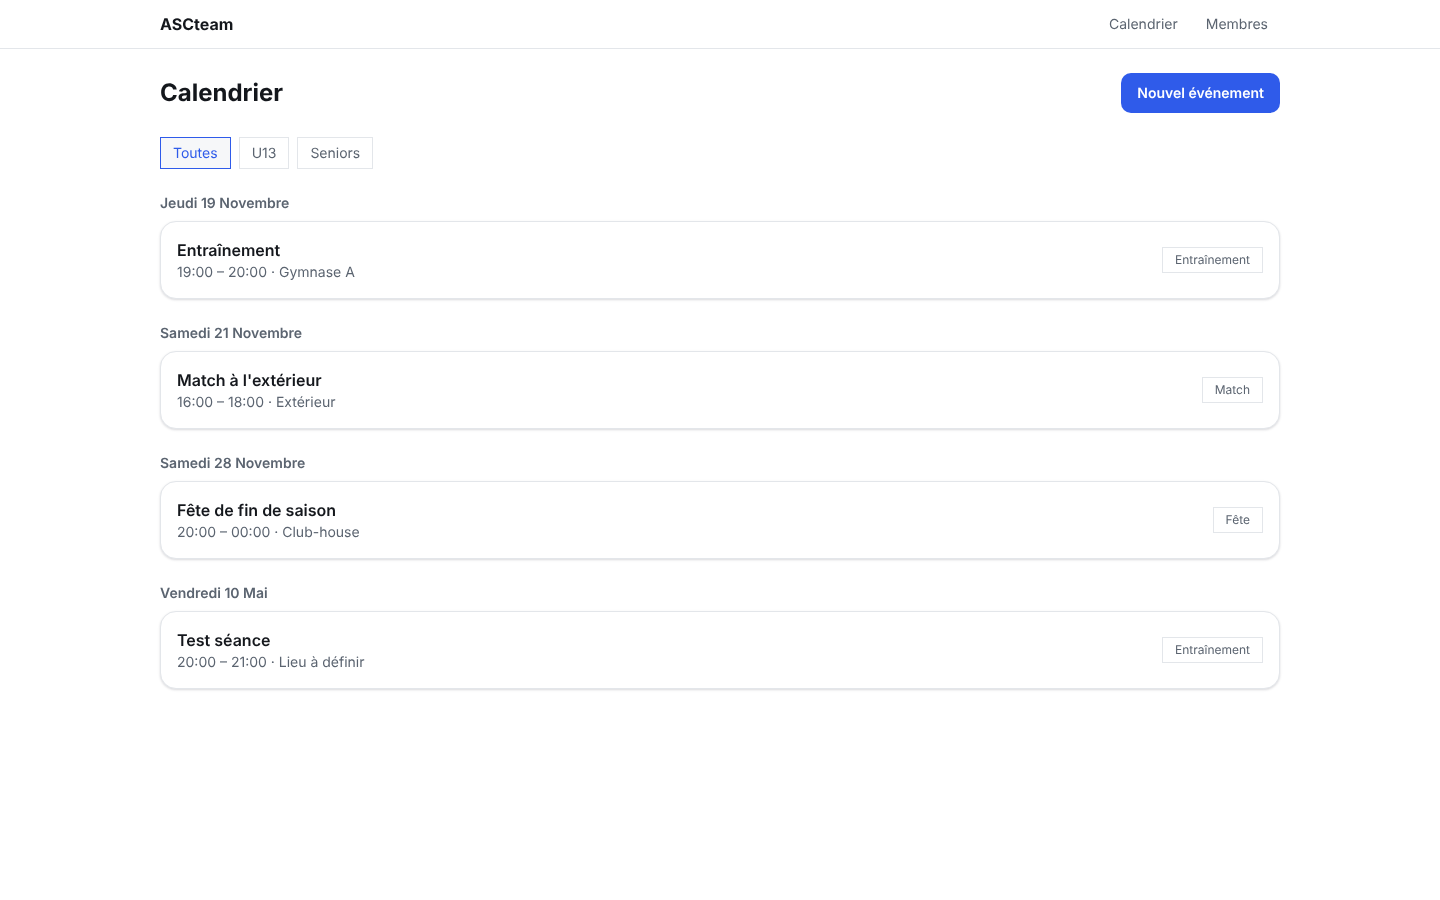 ASCteam
Calendrier
Membres
Calendrier
Nouvel événement
Toutes
U13
Seniors
Jeudi 19 Novembre
Entraînement
19:00 – 20:00 · Gymnase A
Entraînement
Samedi 21 Novembre
Match à l'extérieur
16:00 – 18:00 · Extérieur
Match
Samedi 28 Novembre
Fête de fin de saison
20:00 – 00:00 · Club-house
Fête
Vendredi 10 Mai
Test séance
20:00 – 21:00 · Lieu à définir
Entraînement